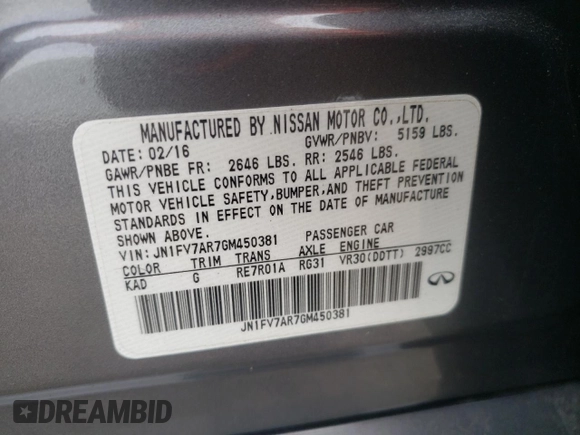 MANUFACTURED BY NISSAN MOTOR CO.,LTD.
DATE: 02/16 GVWR/PNBV: 5159 LBS.
GAWR/PNBE FR: 2646 LBS. RR: 2546 LBS.
THIS VEHICLE CONFORMS TO ALL APPLICABLE FEDERAL
MOTOR VEHICLE SAFETY,BUMPER,AND THEFT PREVENTION
STANDARDS IN EFFECT ON THE DATE OF MANUFACTURE
SHOWN ABOVE.
VIN: JN1FV7AR7GM450381 PASSENGER CAR
COLOR TRIM TRANS AXLE ENGINE
KAD G RE7R01A RG31 VR30(DDTT) 2997CC
JN1FV7AR7GM450381
DREAMBID